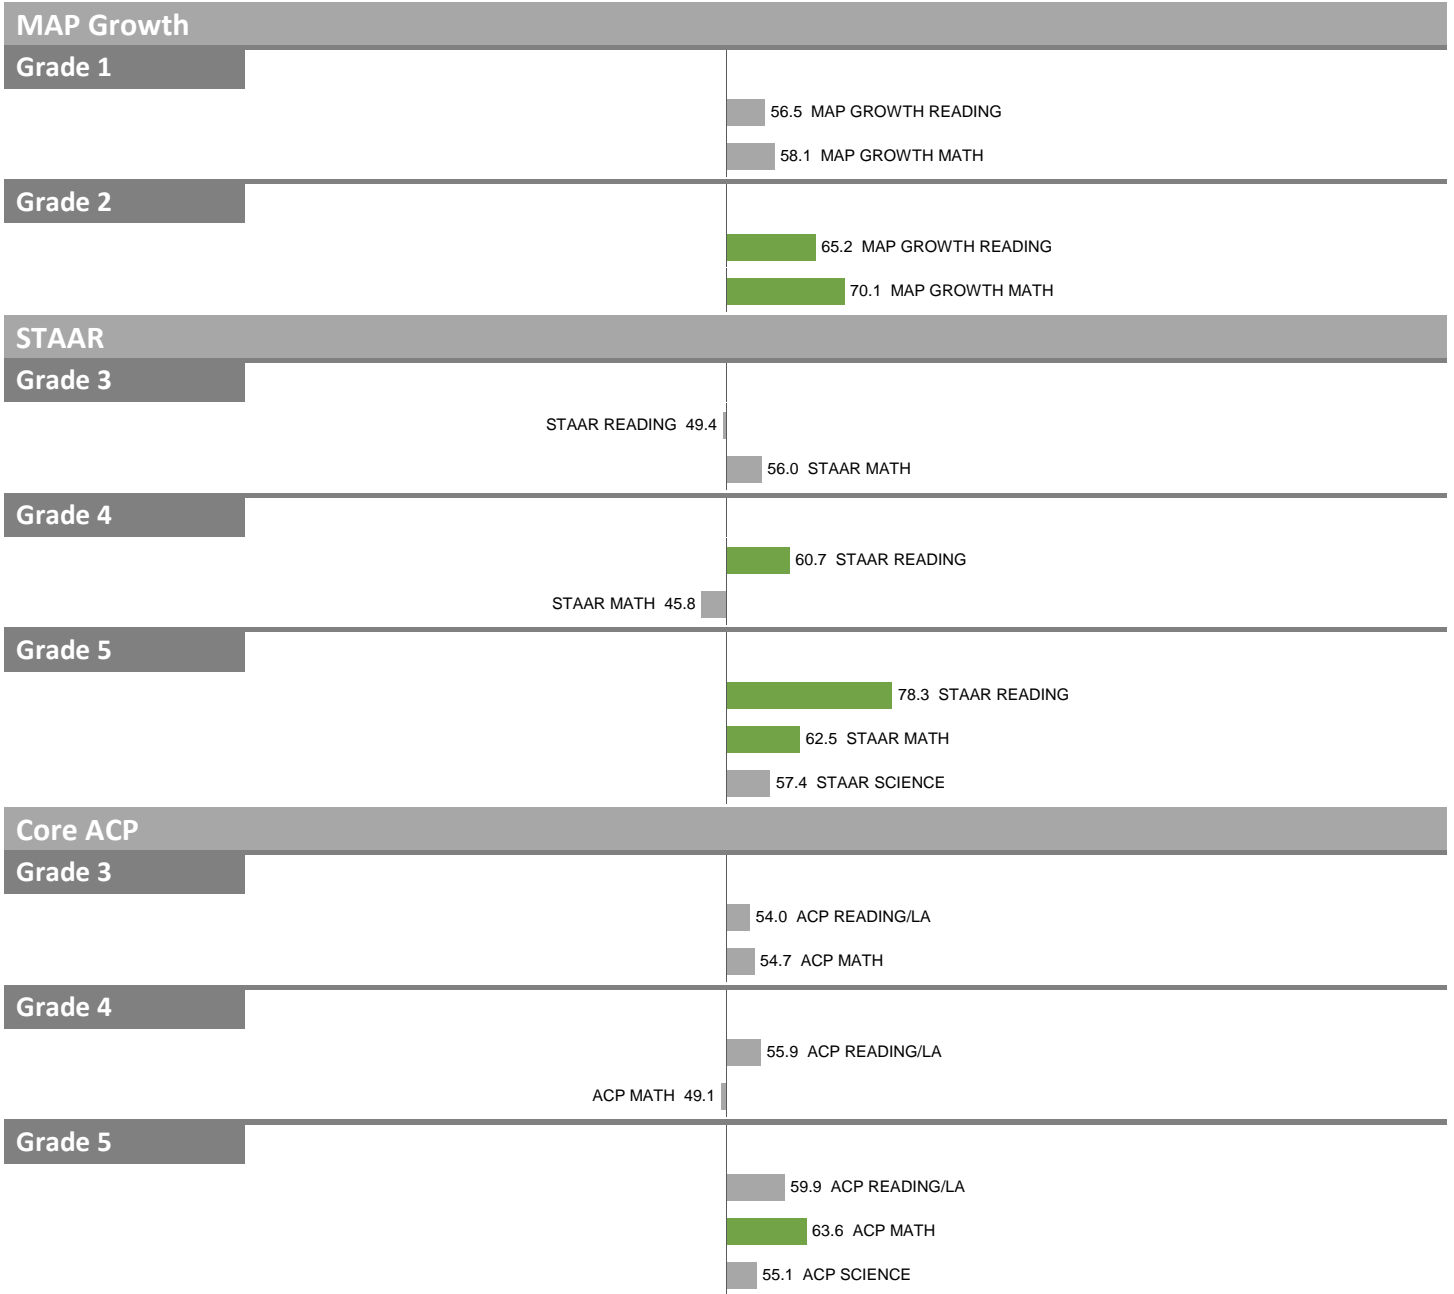 MAP Growth
Grade 1
56.5 MAP GROWTH READING
58.1 MAP GROWTH MATH
Grade 2
65.2 MAP GROWTH READING
70.1 MAP GROWTH MATH
STAAR
Grade 3
STAAR READING 49.4
56.0 STAAR MATH
Grade 4
60.7 STAAR READING
STAAR MATH 45.8
Grade 5
78.3 STAAR READING
62.5 STAAR MATH
57.4 STAAR SCIENCE
Core ACP
Grade 3
54.0 ACP READING/LA
54.7 ACP MATH
Grade 4
55.9 ACP READING/LA
ACP MATH 49.1
Grade 5
59.9 ACP READING/LA
63.6 ACP MATH
55.1 ACP SCIENCE